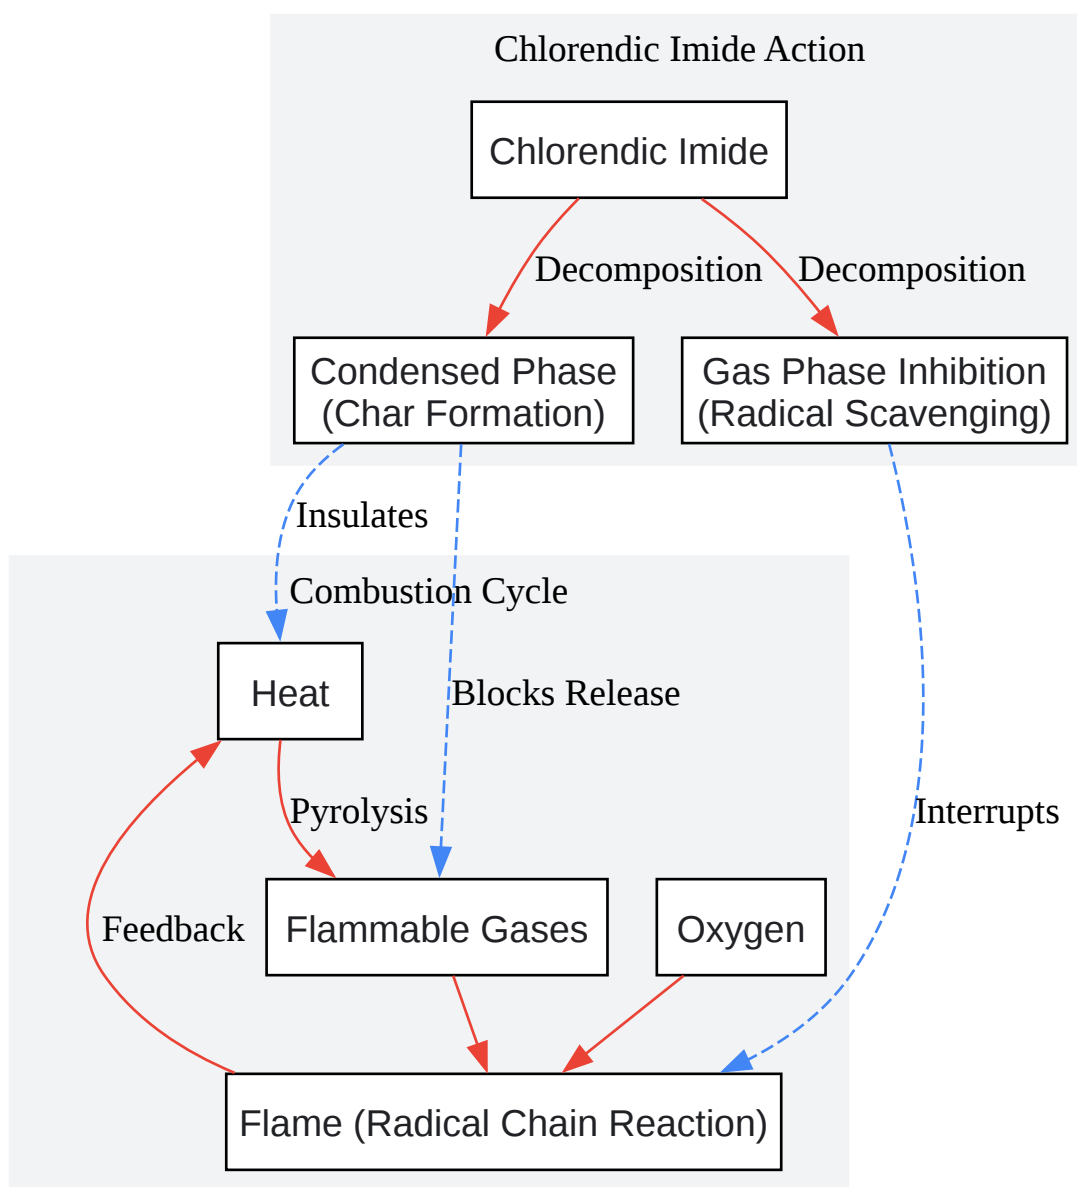 Chlorendic Imide Action
Chlorendic Imide
Decomposition
Decomposition
Condensed Phase
(Char Formation)
Gas Phase Inhibition
(Radical Scavenging)
Insulates
Combustion Cycle
Heat
Blocks Release
Pyrolysis
Interrupts
Feedback
Flammable Gases
Oxygen
Flame (Radical Chain Reaction)